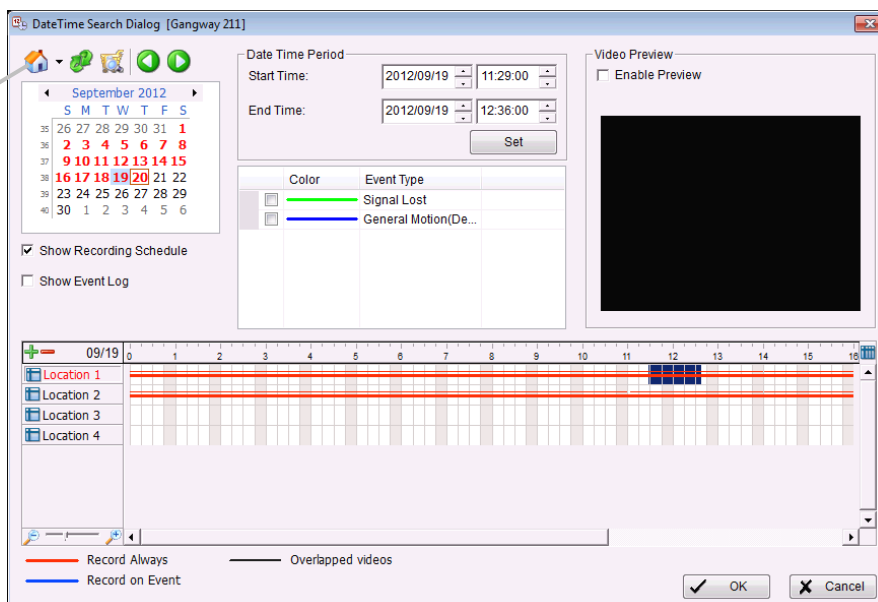 DateTime Search Dialog [Gangway 211]
September 2012
S M T W T F S
35 26 27 28 29 30 31 1
36 2 3 4 5 6 7 8
37 9 10 11 12 13 14 15
38 16 17 18 19 20 21 22
39 23 24 25 26 27 28 29
40 30 1 2 3 4 5 6
Show Recording Schedule
Show Event Log
Date Time Period
Start Time: 2012/09/19 11:29:00
End Time: 2012/09/19 12:36:00
Set
Color Event Type
Signal Lost
General Motion(De...
Video Preview
Enable Preview
09/19 0 1 2 3 4 5 6 7 8 9 10 11 12 13 14 15 16
Location 1
Location 2
Location 3
Location 4
Record Always Overlapped videos
Record on Event
OK Cancel